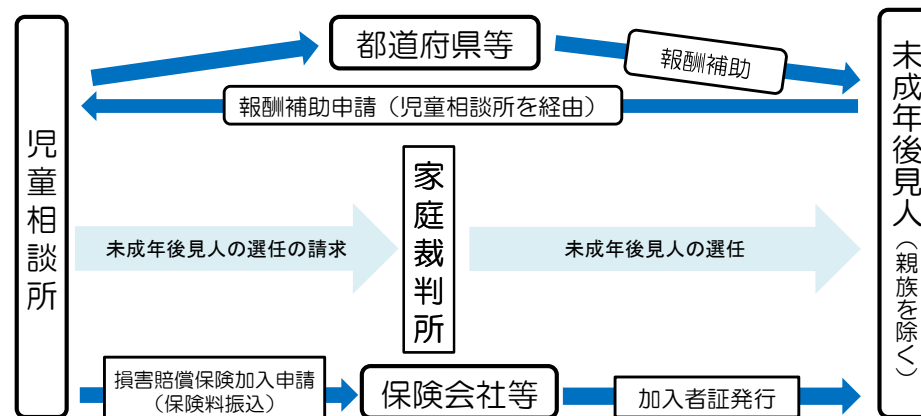 都道府県等
報酬補助
報酬補助申請（児童相談所を経由）
児童相談所
家庭裁判所
未成年後見人（親族を除く）
未成年後見人の選任の請求
未成年後見人の選任
損害賠償保険加入申請
（保険料振込）
保険会社等
加入者証発行